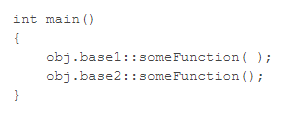 int main()
{
    obj.base1::someFunction( );
    obj.base2::someFunction();
}